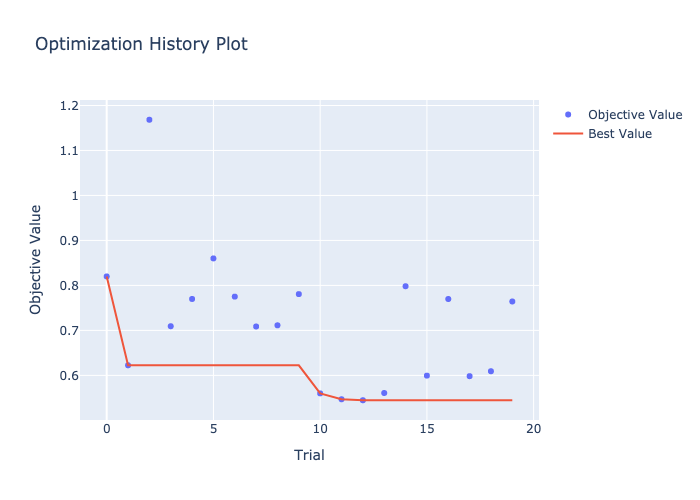 Optimization History Plot
Objective Value
Best Value
Objective Value
1.2
1.1
1
0.9
0.8
0.7
0.6
0
5
10
15
20
Trial